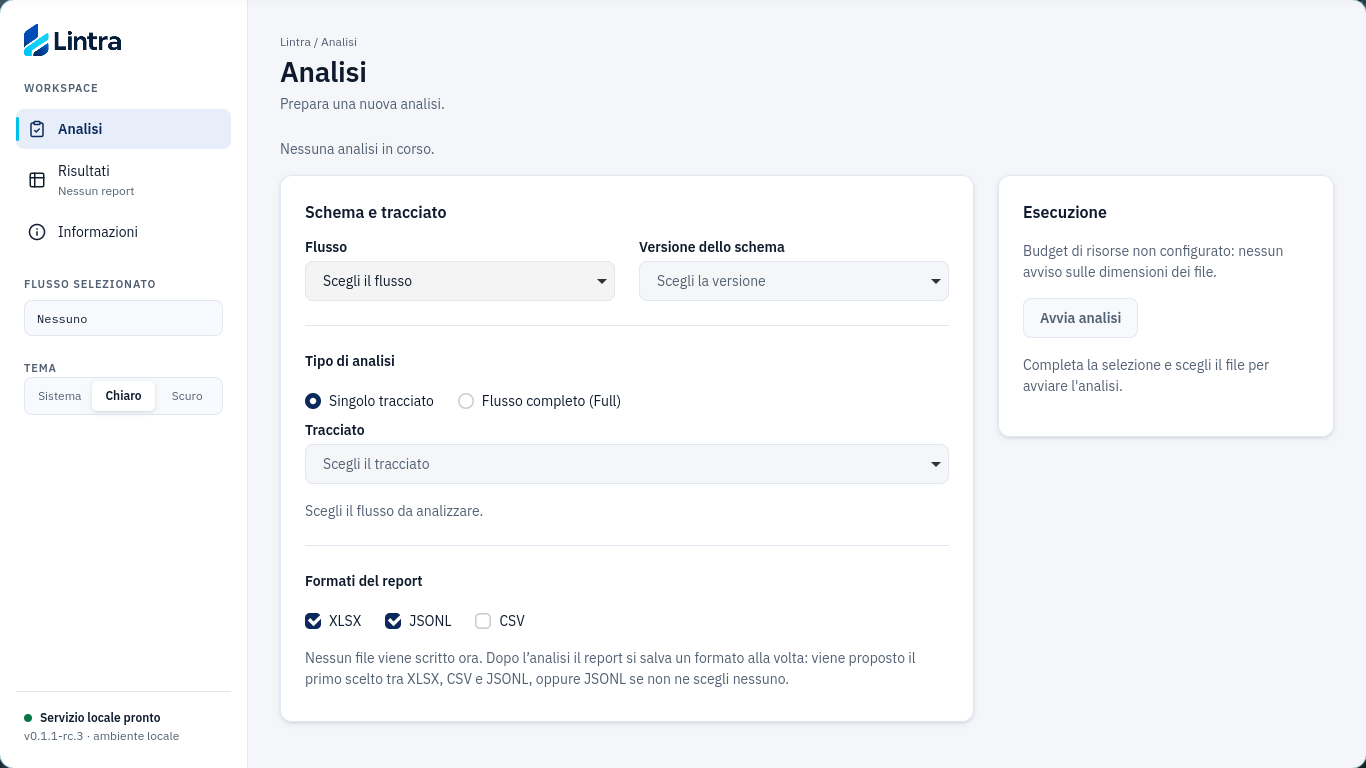 Lintra
WORKSPACE
Analisi
Risultati
Nessun report
Informazioni
FLUSSO SELEZIONATO
Nessuno
TEMA
Sistema Chiaro Scuro
Servizio locale pronto
v0.1.1-rc.3 · ambiente locale
Lintra / Analisi
Analisi
Prepara una nuova analisi.
Nessuna analisi in corso.
Schema e tracciato
Flusso
Scegli il flusso
Versione dello schema
Scegli la versione
Tipo di analisi
Singolo tracciato Flusso completo (Full)
Tracciato
Scegli il tracciato
Scegli il flusso da analizzare.
Formati del report
XLSX JSONL CSV
Nessun file viene scritto ora. Dopo l’analisi il report si salva un formato alla volta: viene proposto il
primo scelto tra XLSX, CSV e JSONL, oppure JSONL se non ne scegli nessuno.
Esecuzione
Budget di risorse non configurato: nessun
avviso sulle dimensioni dei file.
Avvia analisi
Completa la selezione e scegli il file per
avviare l'analisi.